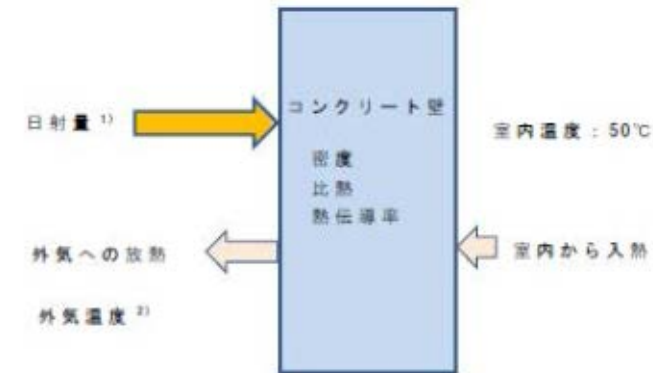 日射量 1)
コンクリート壁
室内温度：50℃
密度
比熱
熱伝導率
外気への放熱
室内から入熱
外気温度 2)